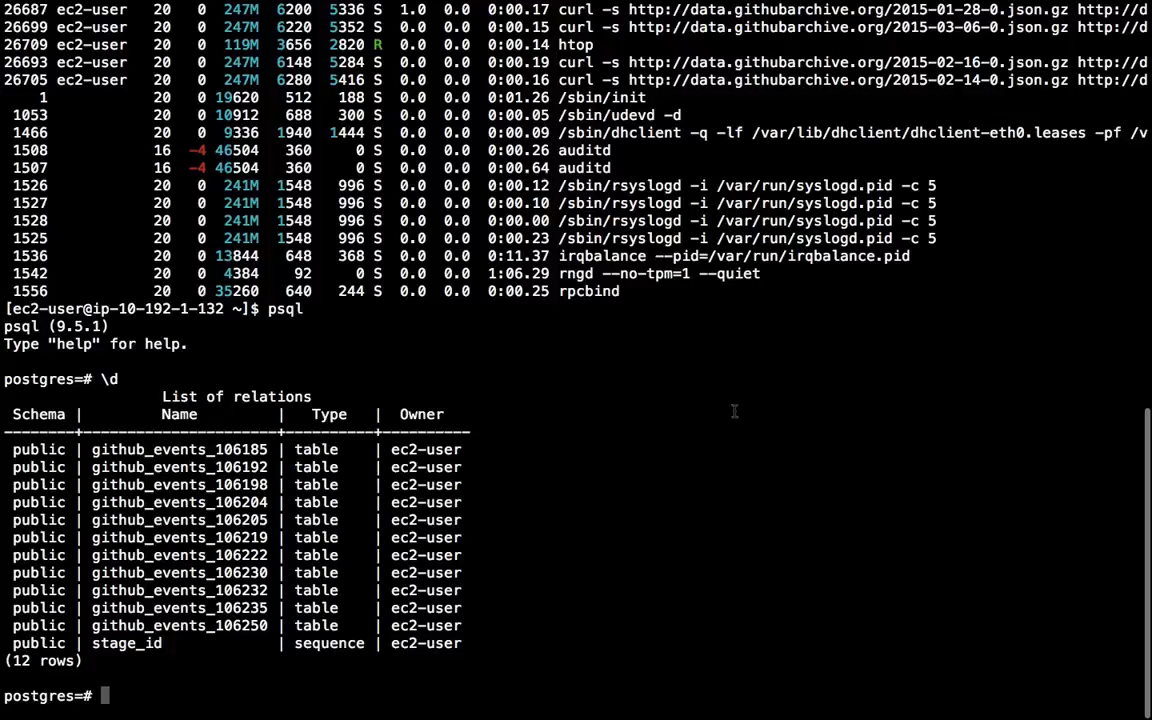 26687 ec2-user   20   0  247M  6200  5336 S  1.0  0.0  0:00.17 curl -s http://data.githubarchive.org/2015-01-28-0.json.gz http://d
26699 ec2-user   20   0  247M  6220  5352 S  0.0  0.0  0:00.15 curl -s http://data.githubarchive.org/2015-03-06-0.json.gz http://d
26709 ec2-user   20   0  119M  3656  2820 R  0.0  0.0  0:00.14 htop
26693 ec2-user   20   0  247M  6148  5284 S  0.0  0.0  0:00.19 curl -s http://data.githubarchive.org/2015-02-16-0.json.gz http://d
26705 ec2-user   20   0  247M  6280  5416 S  0.0  0.0  0:00.16 curl -s http://data.githubarchive.org/2015-02-14-0.json.gz http://d
1   20   0 19620   512   188 S  0.0  0.0  0:01.26 /sbin/init
1053   20   0 10912   688   300 S  0.0  0.0  0:00.05 /sbin/udevd -d
1466   20   0  9336  1940  1444 S  0.0  0.0  0:00.09 /sbin/dhclient -q -lf /var/lib/dhclient/dhclient-eth0.leases -pf /v
1508   16  -4 46504   360     0 S  0.0  0.0  0:00.26 auditd
1507   16  -4 46504   360     0 S  0.0  0.0  0:00.64 auditd
1526   20   0  241M  1548   996 S  0.0  0.0  0:00.12 /sbin/rsyslogd -i /var/run/syslogd.pid -c 5
1527   20   0  241M  1548   996 S  0.0  0.0  0:00.10 /sbin/rsyslogd -i /var/run/syslogd.pid -c 5
1528   20   0  241M  1548   996 S  0.0  0.0  0:00.00 /sbin/rsyslogd -i /var/run/syslogd.pid -c 5
1525   20   0  241M  1548   996 S  0.0  0.0  0:00.23 /sbin/rsyslogd -i /var/run/syslogd.pid -c 5
1536   20   0 13844   648   368 S  0.0  0.0  0:11.37 irqbalance --pid=/var/run/irqbalance.pid
1542   20   0  4384    92     0 S  0.0  0.0  1:06.29 rngd --no-tpm=1 --quiet
1556   20   0 35260   640   244 S  0.0  0.0  0:00.25 rpcbind
[ec2-user@ip-10-192-1-132 ~]$ psql
psql (9.5.1)
Type "help" for help.
postgres=# \d
List of relations
Schema | Name | Type | Owner
--------+----------------------+----------+----------
public | github_events_106185 | table | ec2-user
public | github_events_106192 | table | ec2-user
public | github_events_106198 | table | ec2-user
public | github_events_106204 | table | ec2-user
public | github_events_106205 | table | ec2-user
public | github_events_106219 | table | ec2-user
public | github_events_106222 | table | ec2-user
public | github_events_106230 | table | ec2-user
public | github_events_106232 | table | ec2-user
public | github_events_106235 | table | ec2-user
public | github_events_106250 | table | ec2-user
public | stage_id | sequence | ec2-user
(12 rows)
postgres=#